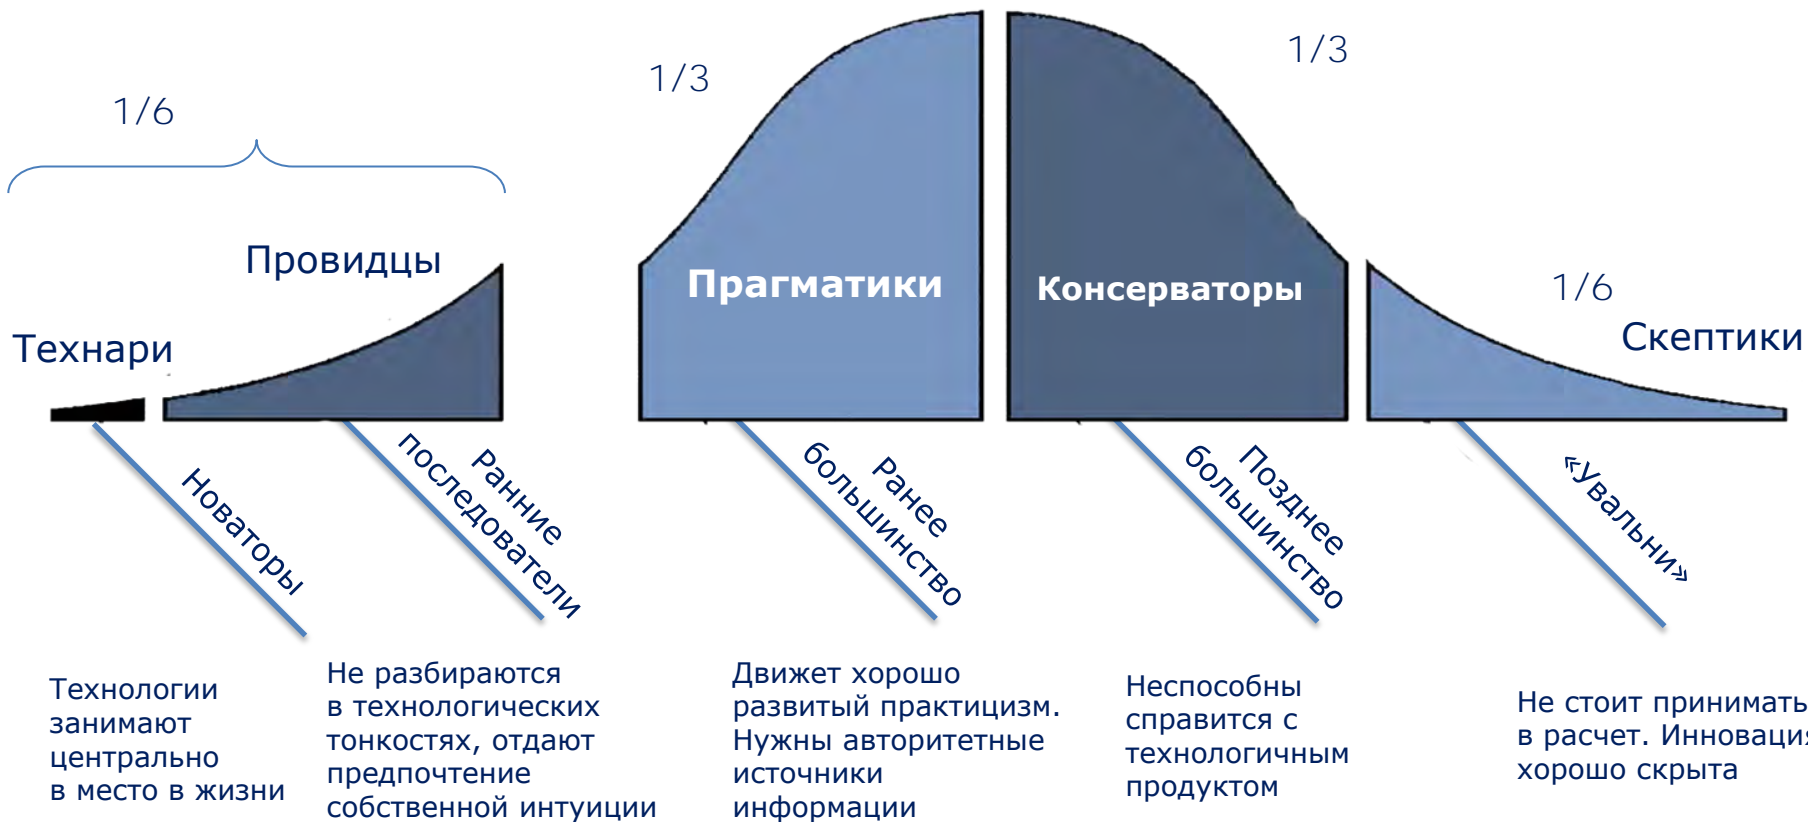 1/6
1/3
1/3
1/6
Технари
Провидцы
Прагматики
Консерваторы
Скептики
Новаторы
Ранние
последователи
Ранее
большинство
Позднее
большинство
«Увальни»
Технологии
занимают
центрально
в место в жизни
Не разбираются
в технологических
тонкостях, отдают
предпочтение
собственной интуиции
Движет хорошо
развитый практицизм.
Нужны авторитетные
источники
информации
Неспособны
справится с
технологичным
продуктом
Не стоит принимать
в расчет. Инновация
хорошо скрыта